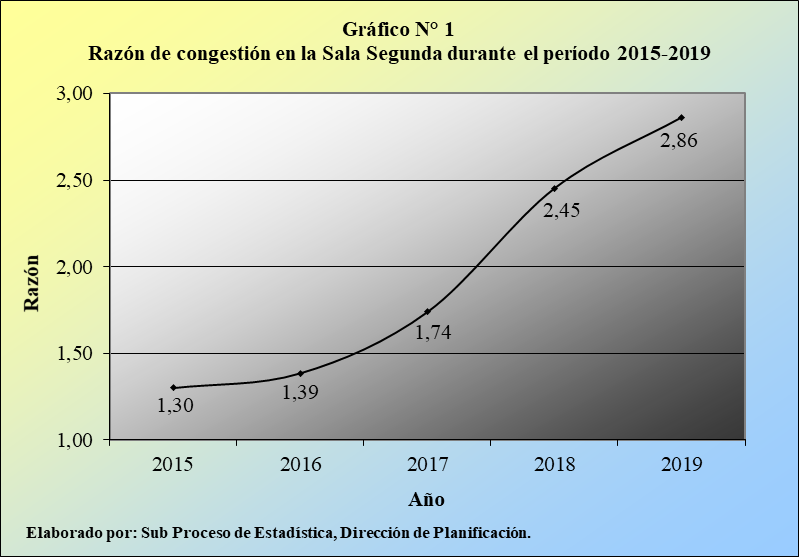 Gráfico N° 1
Razón de congestión en la Sala Segunda durante el período 2015-2019
3,00
2,50
2,00
1,50
1,00
Razón
1,30
1,39
1,74
2,45
2,86
2015 2016 2017 2018 2019
Año
Elaborado por: Sub Proceso de Estadística, Dirección de Planificación.